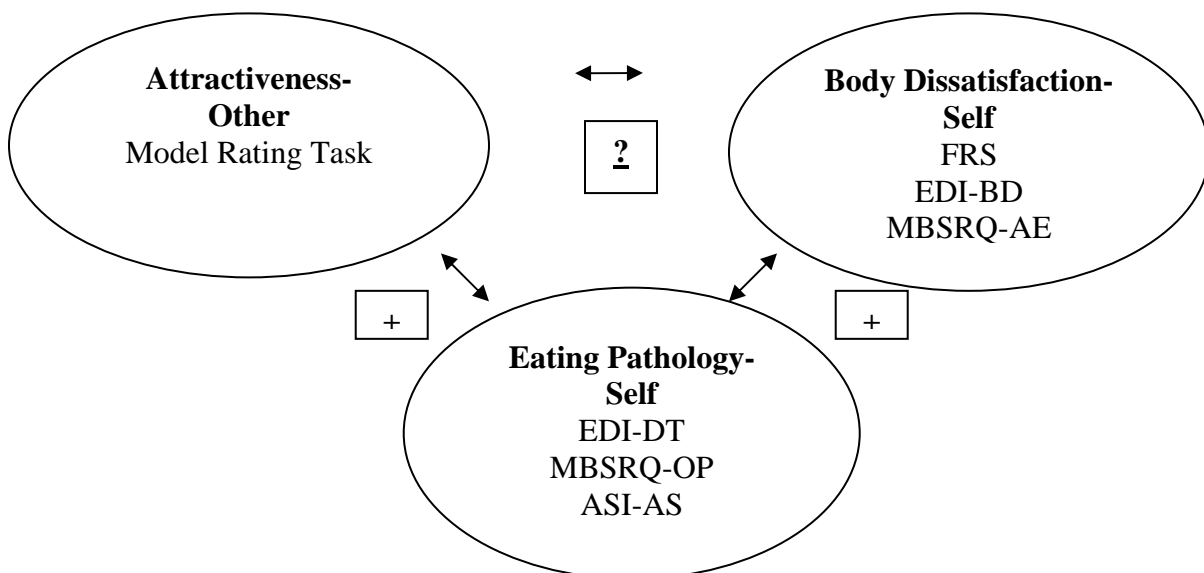 Attractiveness-
Other
Model Rating Task
?
Body Dissatisfaction-
Self
FRS
EDI-BD
MBSRQ-AE
+
+
Eating Pathology-
Self
EDI-DT
MBSRQ-OP
ASI-AS